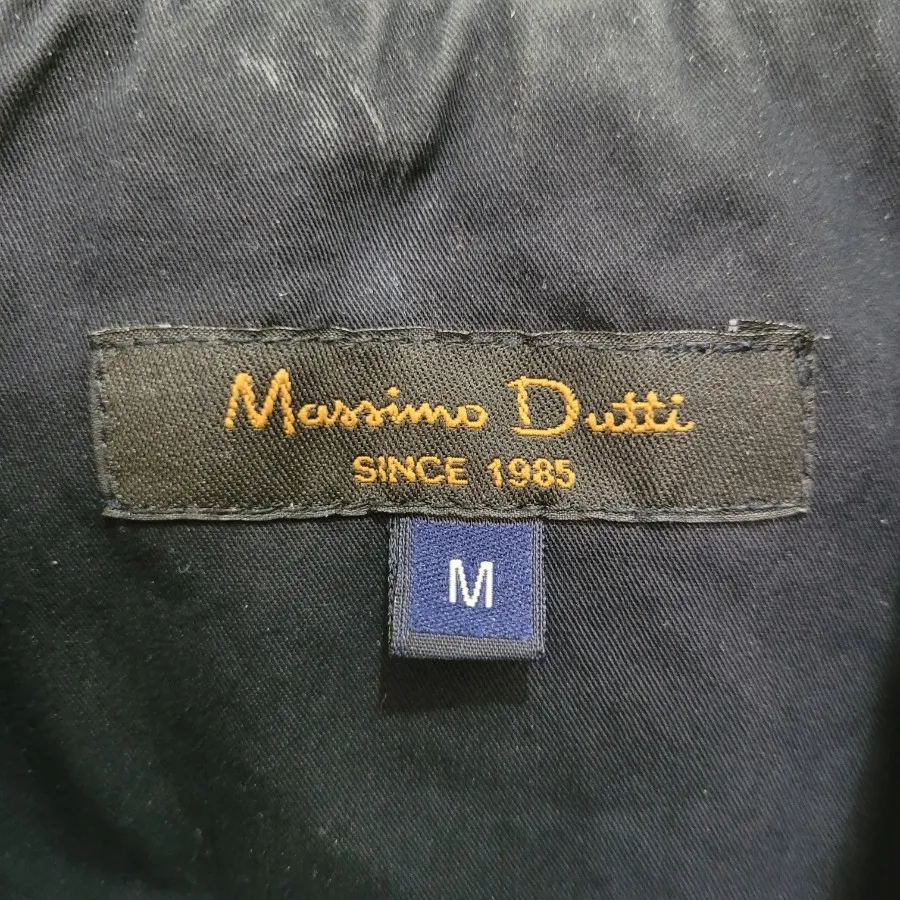 Massimo Dutti
SINCE 1985
M